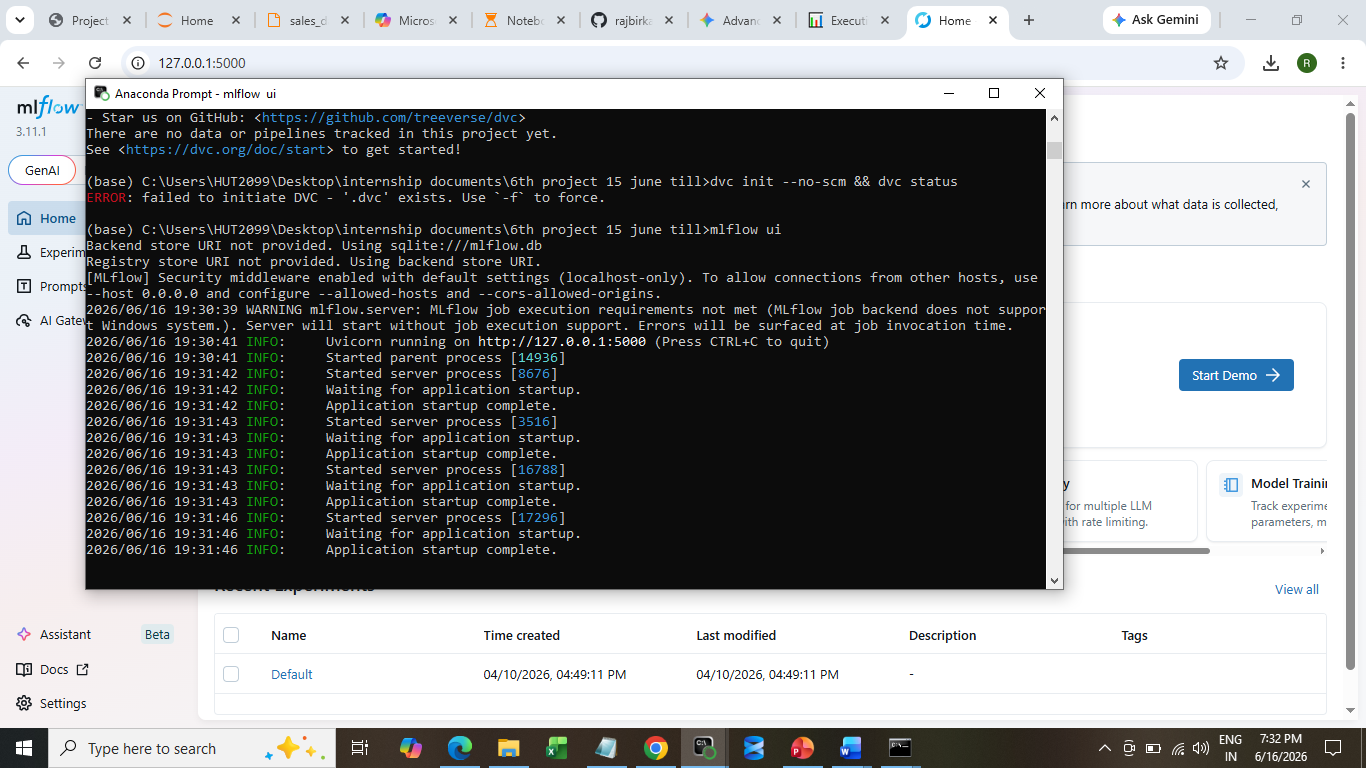 Project
Home
sales_d
Micros
Notebo
rajbirka
Advanc
Executi
Home
Ask Gemini
127.0.0.1:5000
R
mlflow
3.11.1
GenAI
Home
Experim
Prompts
AI Gatew
Anaconda Prompt - mlflow  ui
- Star us on GitHub: <https://github.com/treeverse/dvc>
There are no data or pipelines tracked in this project yet.
See <https://dvc.org/doc/start> to get started!
(base) C:\Users\HUT2099\Desktop\internship documents\6th project 15 june till>dvc init --no-scm && dvc status
ERROR: failed to initiate DVC - '.dvc' exists. Use `-f` to force.
(base) C:\Users\HUT2099\Desktop\internship documents\6th project 15 june till>mlflow ui
Backend store URI not provided. Using sqlite:///mlflow.db
Registry store URI not provided. Using backend store URI.
[MLflow] Security middleware enabled with default settings (localhost-only). To allow connections from other hosts, use
--host 0.0.0.0 and configure --allowed-hosts and --cors-allowed-origins.
2026/06/16 19:30:39 WARNING mlflow.server: MLflow job execution requirements not met (MLflow job backend does not suppor
t Windows system.). Server will start without job execution support. Errors will be surfaced at job invocation time.
2026/06/16 19:30:41 INFO:     Uvicorn running on http://127.0.0.1:5000 (Press CTRL+C to quit)
2026/06/16 19:30:41 INFO:     Started parent process [14936]
2026/06/16 19:31:42 INFO:     Started server process [8676]
2026/06/16 19:31:42 INFO:     Waiting for application startup.
2026/06/16 19:31:42 INFO:     Application startup complete.
2026/06/16 19:31:43 INFO:     Started server process [3516]
2026/06/16 19:31:43 INFO:     Waiting for application startup.
2026/06/16 19:31:43 INFO:     Application startup complete.
2026/06/16 19:31:43 INFO:     Started server process [16788]
2026/06/16 19:31:43 INFO:     Waiting for application startup.
2026/06/16 19:31:43 INFO:     Application startup complete.
2026/06/16 19:31:46 INFO:     Started server process [17296]
2026/06/16 19:31:46 INFO:     Waiting for application startup.
2026/06/16 19:31:46 INFO:     Application startup complete.
rn more about what data is collected,
Start Demo
y
for multiple LLM
ith rate limiting.
Model Trainin
Track experime
parameters, m
Recent Experiments
View all
Name Time created Last modified Description Tags
Default 04/10/2026, 04:49:11 PM 04/10/2026, 04:49:11 PM -
Assistant Beta
Docs
Settings
Type here to search
ENG
IN
7:32 PM
6/16/2026